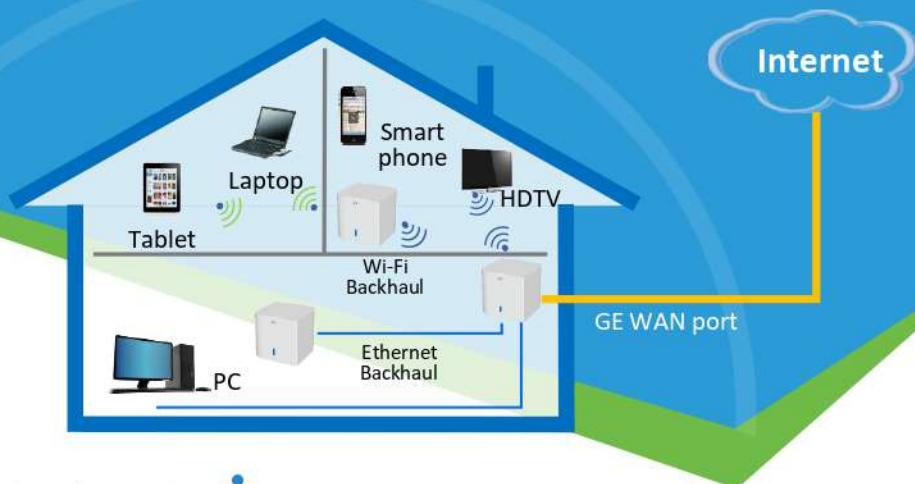 Internet
Smart
phone
Laptop
HDTV
Tablet
Wi-Fi
Backhaul
GE WAN port
Ethernet
Backhaul
PC